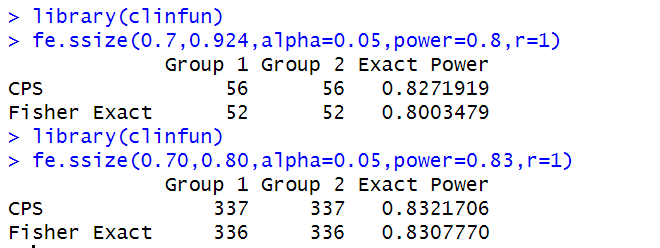 > library(clinfun)
> fe.ssize(0.7,0.924,alpha=0.05,power=0.8,r=1)
             Group 1 Group 2 Exact Power
CPS               56      56   0.8271919
Fisher Exact      52      52   0.8003479
> library(clinfun)
> fe.ssize(0.70,0.80,alpha=0.05,power=0.83,r=1)
             Group 1 Group 2 Exact Power
CPS              337     337   0.8321706
Fisher Exact     336     336   0.8307770